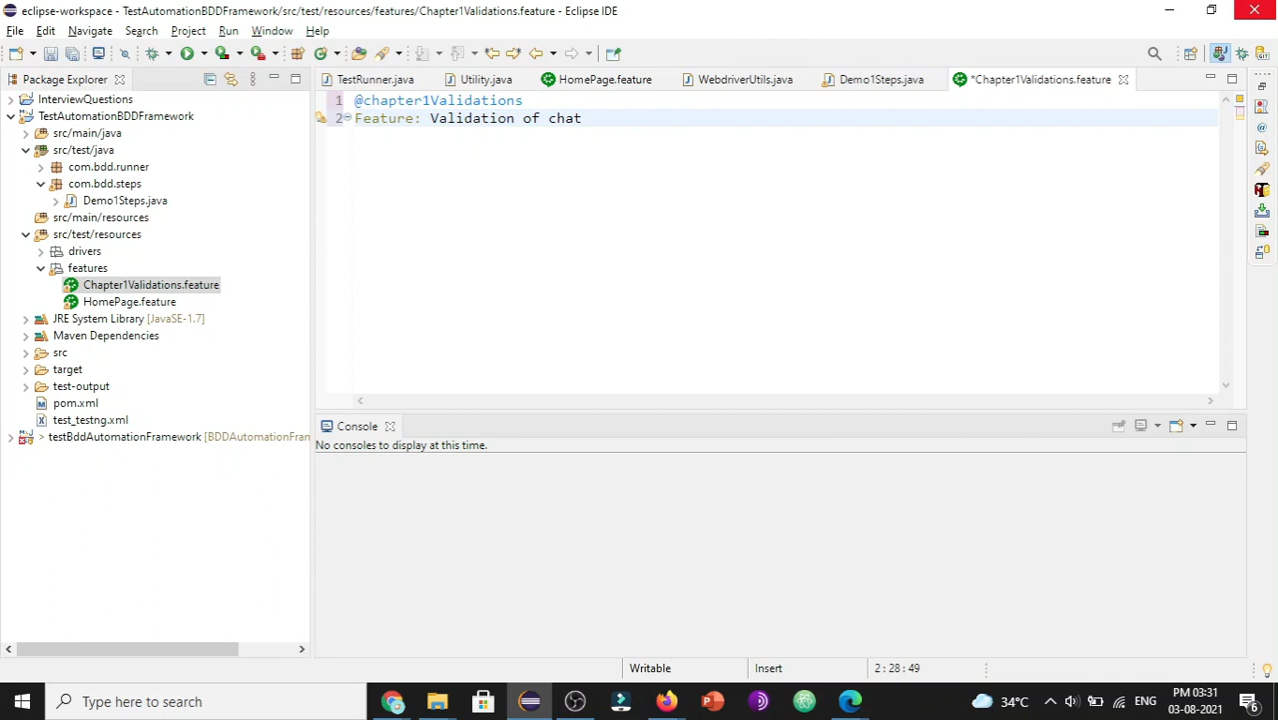 eclipse-workspace - TestAutomationBDDFramework/src/test/resources/features/Chapter1Validations.feature - Eclipse IDE
File Edit Navigate Search Project Run Window Help
Package Explorer
InterviewQuestions
TestAutomationBDDFramework
src/main/java
src/test/java
com.bdd.runner
com.bdd.steps
Demo1Steps.java
src/main/resources
src/test/resources
drivers
features
Chapter1Validations.feature
HomePage.feature
JRE System Library [JavaSE-1.7]
Maven Dependencies
src
target
test-output
pom.xml
test_testng.xml
> testBddAutomationFramework [BDDAutomationFran
TestRunner.java Utility.java HomePage.feature WebdriverUtils.java Demo1Steps.java *Chapter1Validations.feature
1 @chapter1Validations
2 Feature: Validation of chat
Console
No consoles to display at this time.
Writable Insert 2 : 28 : 49
Type here to search
34°C ENG PM 03:31
03-08-2021
6